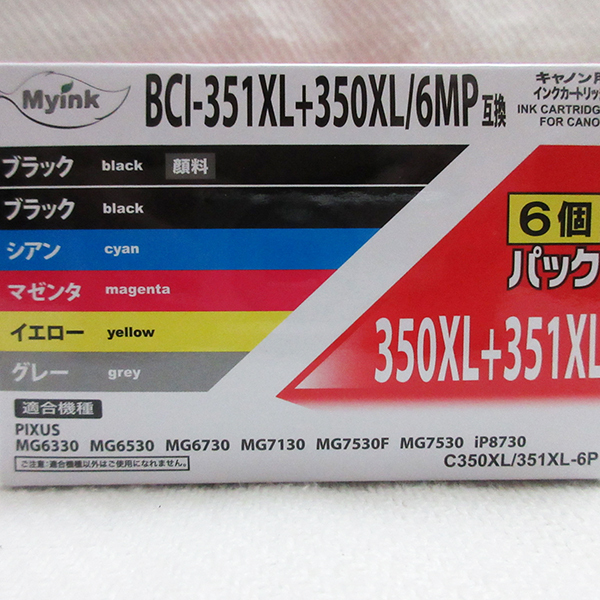 Myink
BCI-351XL+350XL/6MP互換
キャノン用
インクカートリッジ
INK CARTRIDG
FOR CANO
ブラック black 顔料
ブラック black
シアン cyan
マゼンタ magenta
イエロー yellow
グレー grey
6個
パック
350XL+351XL
適合機種
PIXUS
MG6330 MG6530 MG6730 MG7130 MG7530F MG7530 iP8730
ご注意:適合機種以外はご使用になれません。
C350XL/351XL-6P